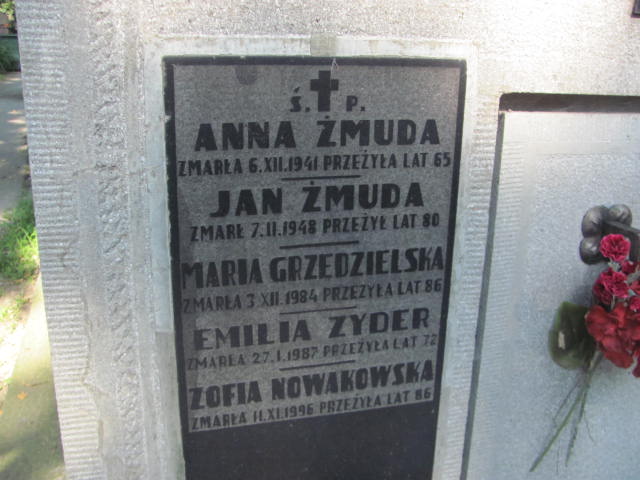 Ś. P.
ANNA ŻMUDA
ZMARŁA 6.XII.1941 PRZEŻYŁA LAT 65
JAN ŻMUDA
ZMARŁ 7.II.1948 PRZEŻYŁ LAT 80
MARIA GRZEDZIELSKA
ZMARŁA 3 XII.1984 PRZEŻYŁA LAT 86
EMILIA ZYDER
ZMARŁA 27.I.1987 PRZEŻYŁA LAT 72
ZOFIA NOWAKOWSKA
ZMARŁA 11.XI.1996 PRZEŻYŁA LAT 86